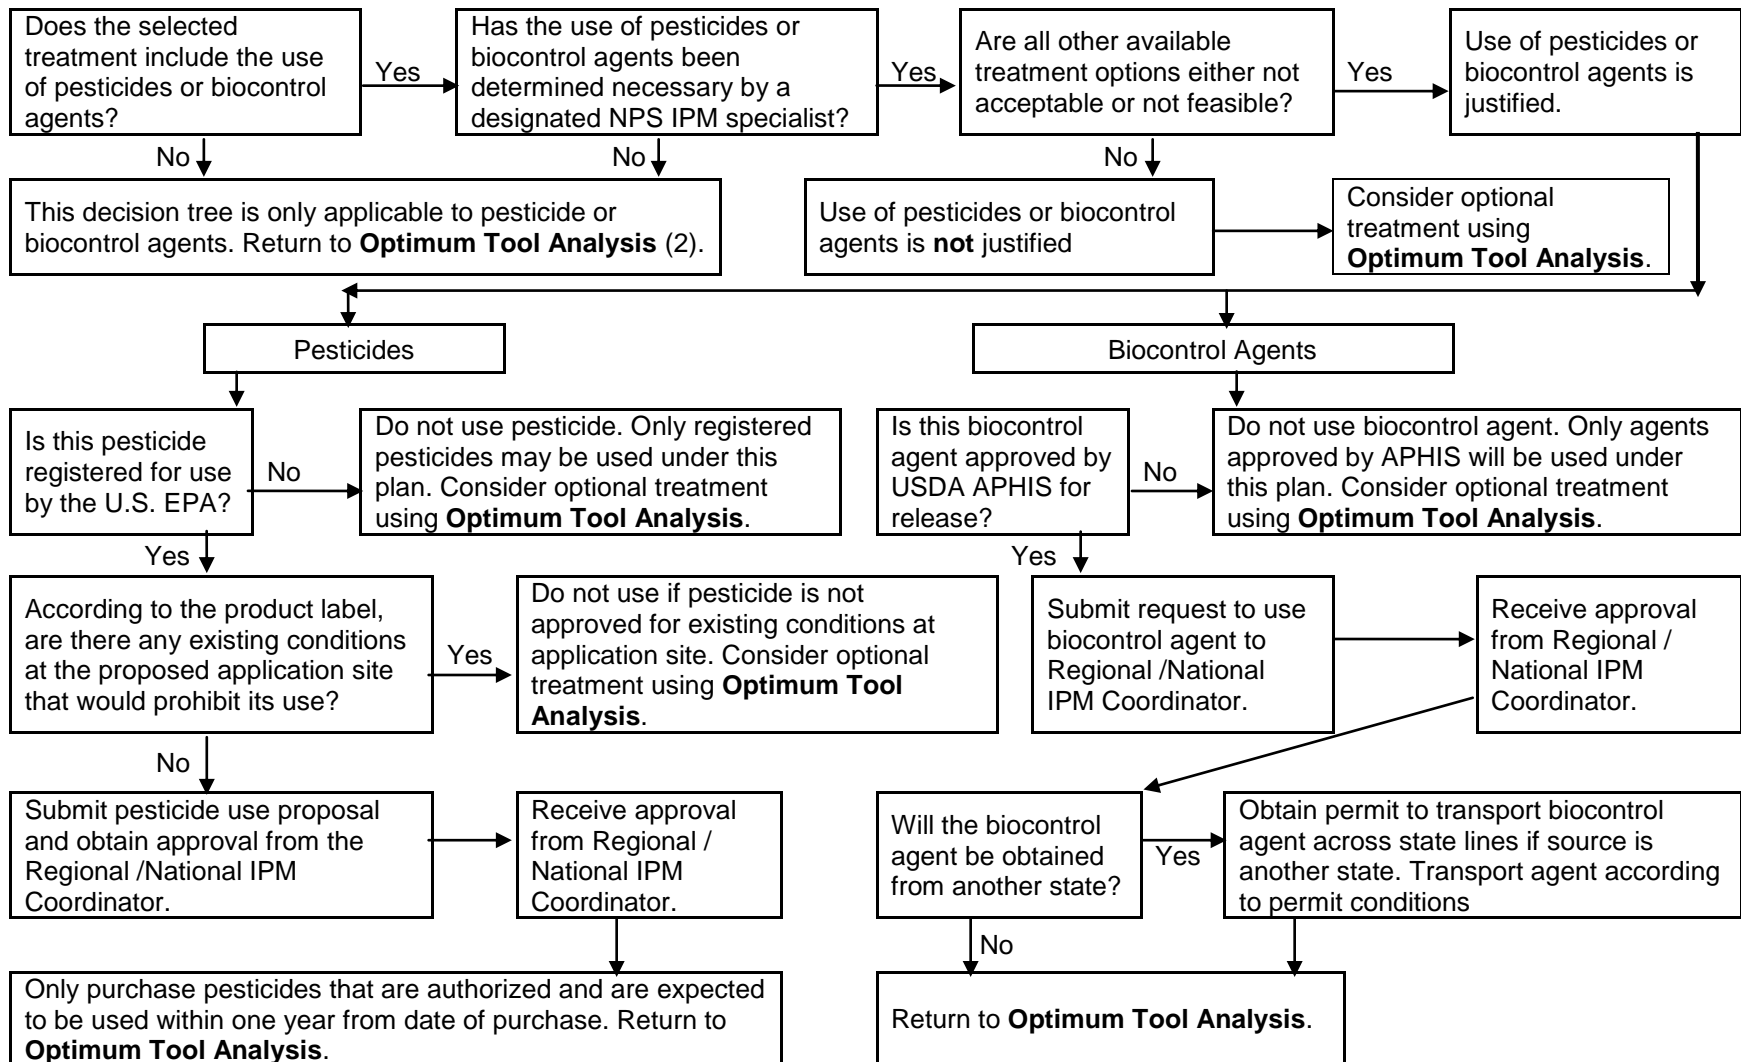 Does the selected
treatment include the use
of pesticides or biocontrol
agents?
Yes
Has the use of pesticides or
biocontrol agents been
determined necessary by a
designated NPS IPM specialist?
Yes
Are all other available
treatment options either not
acceptable or not feasible?
Yes
Use of pesticides or
biocontrol agents is
justified.
No
No
No
This decision tree is only applicable to pesticide or
biocontrol agents. Return to Optimum Tool Analysis (2).
Use of pesticides or biocontrol
agents is not justified
Consider optional
treatment using
Optimum Tool Analysis.
Pesticides
Biocontrol Agents
Is this pesticide
registered for use
by the U.S. EPA?
No
Do not use pesticide. Only registered
pesticides may be used under this
plan. Consider optional treatment
using Optimum Tool Analysis.
Is this biocontrol
agent approved by
USDA APHIS for
release?
No
Do not use biocontrol agent. Only agents
approved by APHIS will be used under
this plan. Consider optional treatment
using Optimum Tool Analysis.
Yes
Yes
According to the product label,
are there any existing conditions
at the proposed application site
that would prohibit its use?
Yes
Do not use if pesticide is not
approved for existing conditions at
application site. Consider optional
treatment using Optimum Tool
Analysis.
Submit request to use
biocontrol agent to
Regional /National
IPM Coordinator.
Receive approval
from Regional /
National IPM
Coordinator.
No
Submit pesticide use proposal
and obtain approval from the
Regional /National IPM
Coordinator.
Receive approval
from Regional /
National IPM
Coordinator.
Will the biocontrol
agent be obtained
from another state?
Yes
Obtain permit to transport biocontrol
agent across state lines if source is
another state. Transport agent according
to permit conditions
No
Only purchase pesticides that are authorized and are expected
to be used within one year from date of purchase. Return to
Optimum Tool Analysis.
Return to Optimum Tool Analysis.